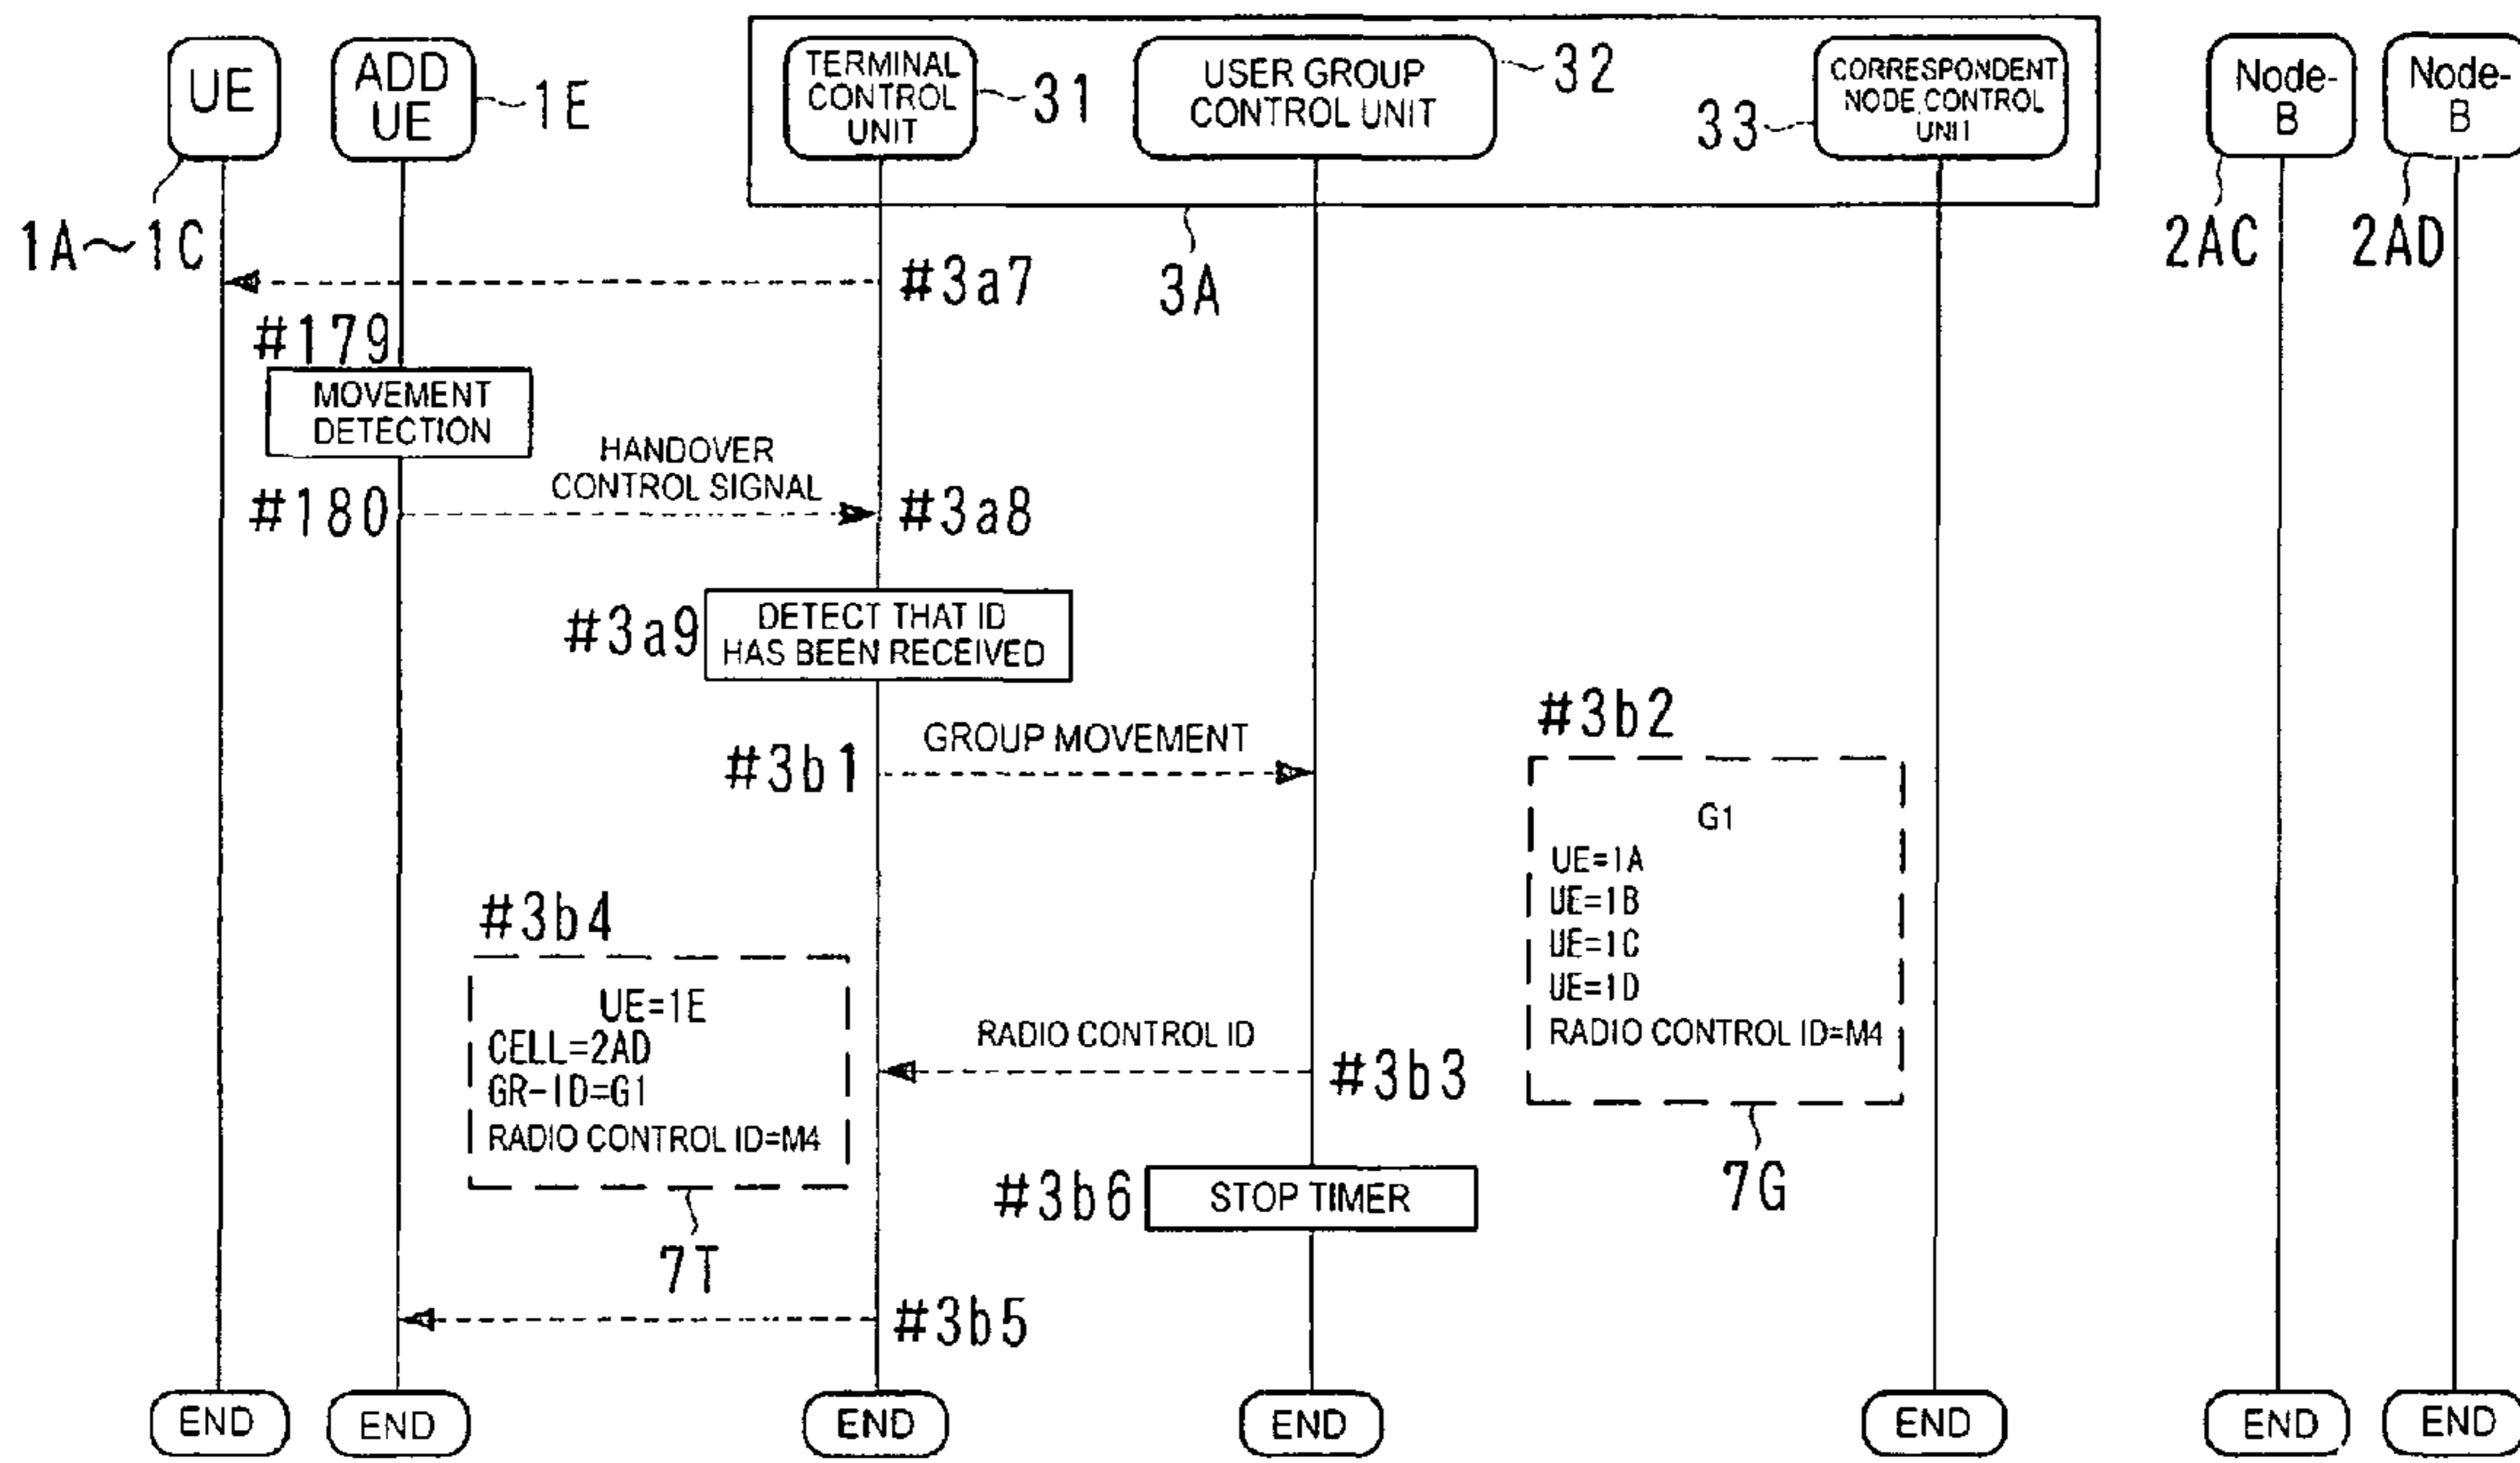 UE
ADD
UE
1E
TERMINAL
CONTROL
UNIT
31
USER GROUP
CONTROL UNIT
32
33
CORRESPONDENT
NODE CONTROL
UNIT
Node-
B
Node-
B
1A~1C
3A
2AC
2AD
#3a7
#179
MOVEMENT
DETECTION
HANDOVER
CONTROL SIGNAL
#180
#3a8
#3a9
DETECT THAT ID
HAS BEEN RECEIVED
#3b1
GROUP MOVEMENT
#3b2
G1
UE=1A
UE=1B
UE=1C
UE=1D
RADIO CONTROL ID=M4
7G
#3b4
UE=1E
CELL=2AD
GR-ID=G1
RADIO CONTROL ID=M4
7T
RADIO CONTROL ID
#3b3
#3b6
STOP TIMER
#3b5
END
END
END
END
END
END
END